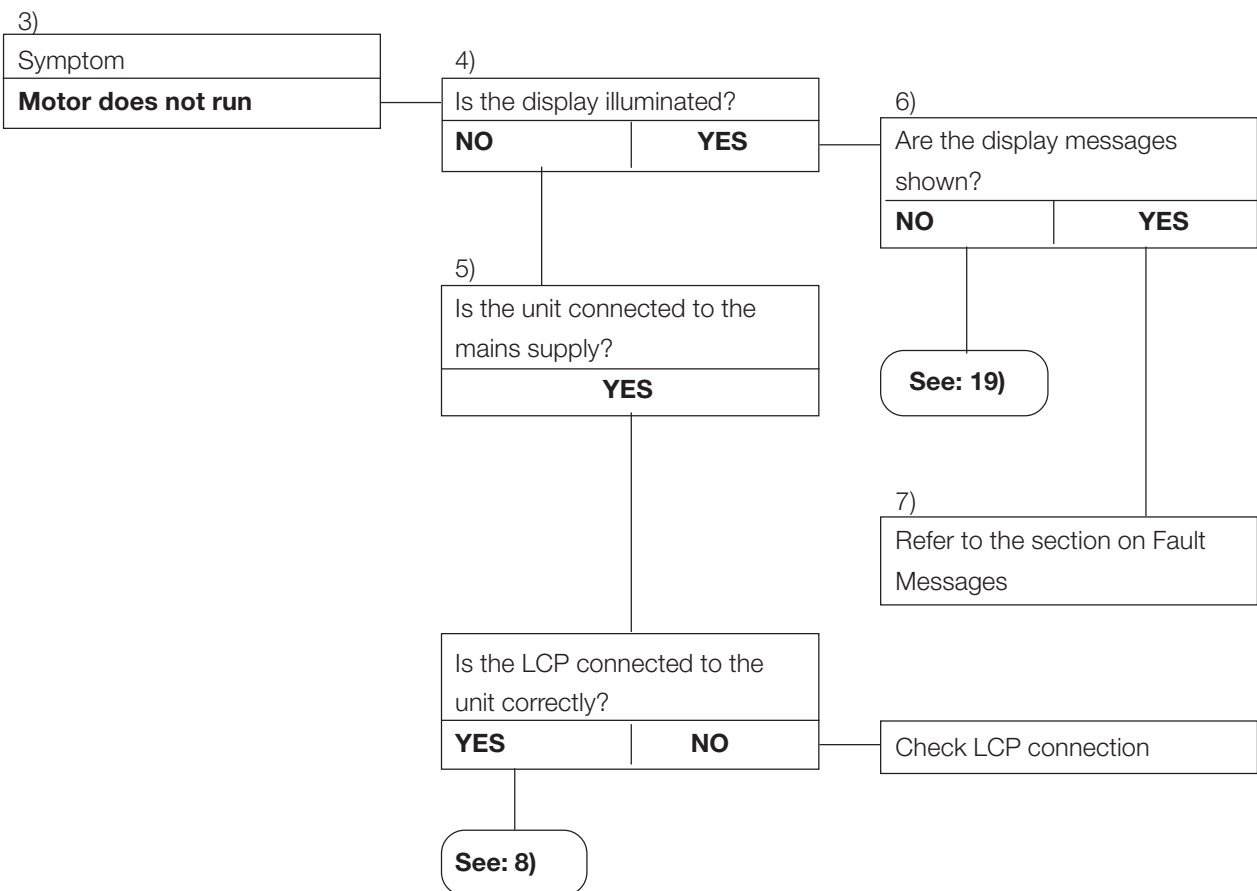 3)
Symptom
Motor does not run
4)
Is the display illuminated?
NO YES
6)
Are the display messages
shown?
NO YES
5)
Is the unit connected to the
mains supply?
YES
See: 19)
7)
Refer to the section on Fault
Messages
Is the LCP connected to the
unit correctly?
YES NO
Check LCP connection
See: 8)